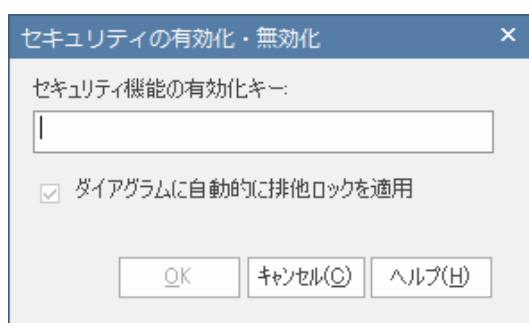 セキュリティの有効化・無効化
セキュリティ機能の有効化キー:
ダイアグラムに自動的に排他ロックを適用
OK キャンセル(C) ヘルプ(H)